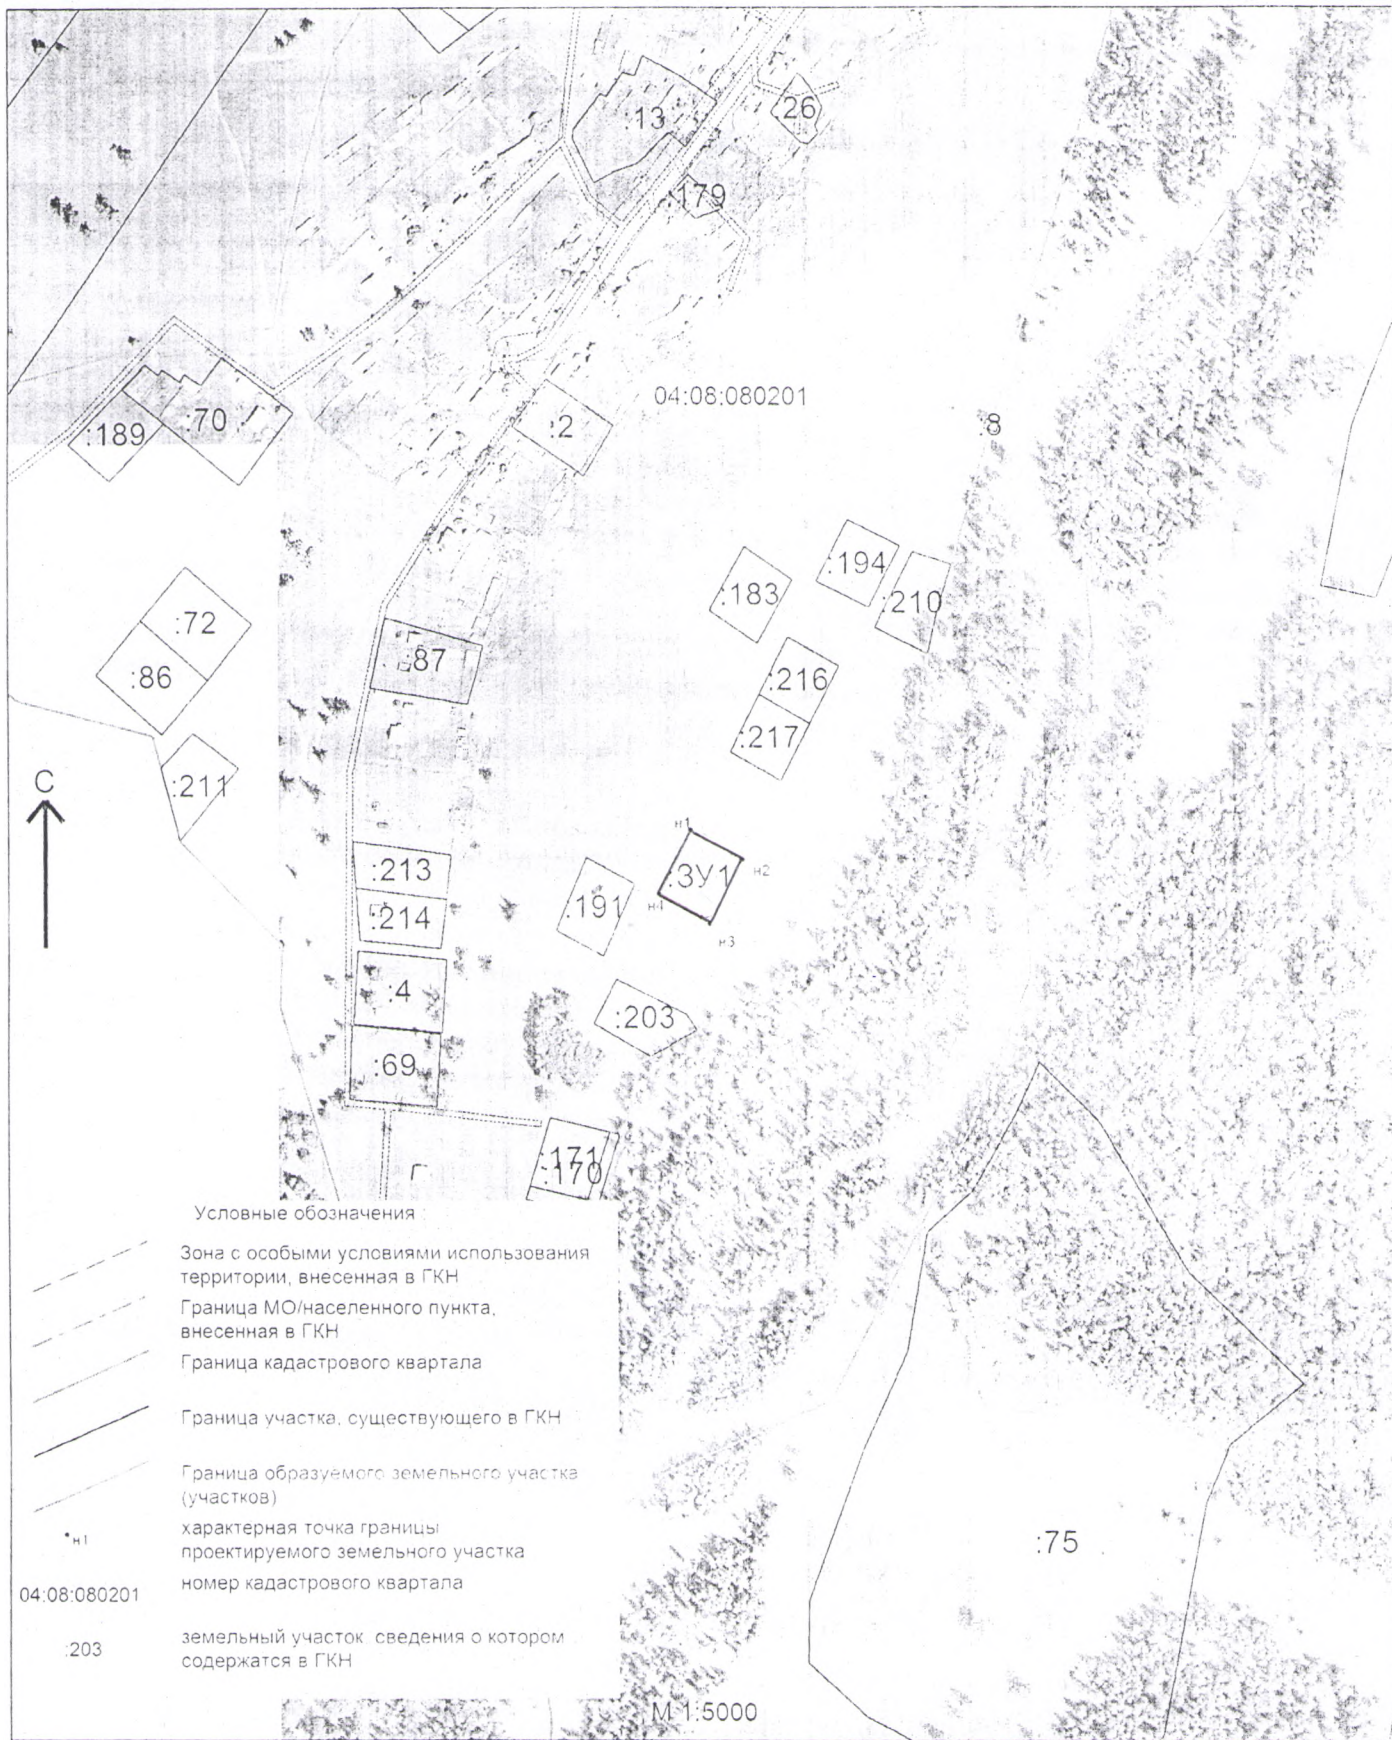 :13
:26
:179
04:08:080201
:8
:70
:189
:2
:194
:183
:210
:72
:87
:86
:216
:217
:211
С
н1
:213
:ЗУ1
н2
:214
:191
н4
н3
:4
:203
:69
:171
:170
Г
Условные обозначения :
Зона с особыми условиями использования
территории, внесенная в ГКН
Граница МО/населенного пункта,
внесенная в ГКН
Граница кадастрового квартала
Граница участка, существующего в ГКН
Граница образуемого земельного участка
(участков)
н1
характерная точка границы
проектируемого земельного участка
04:08:080201
номер кадастрового квартала
:203
земельный участок сведения о котором
содержатся в ГКН
:75
М 1:5000